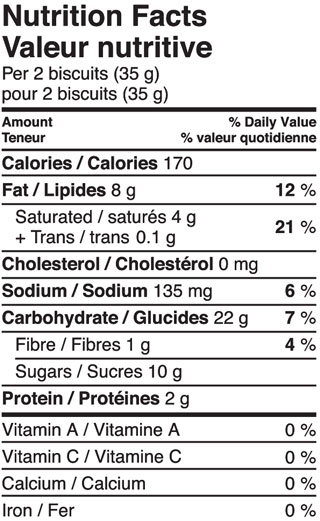 Nutrition Facts
Valeur nutritive
Per 2 biscuits (35 g)
pour 2 biscuits (35 g)
Amount % Daily Value
Teneur % valeur quotidienne
Calories / Calories 170
Fat / Lipides 8 g 12 %
Saturated / saturés 4 g
+ Trans / trans 0.1 g 21 %
Cholesterol / Cholestérol 0 mg
Sodium / Sodium 135 mg 6 %
Carbohydrate / Glucides 22 g 7 %
Fibre / Fibres 1 g 4 %
Sugars / Sucres 10 g
Protein / Protéines 2 g
Vitamin A / Vitamine A 0 %
Vitamin C / Vitamine C 0 %
Calcium / Calcium 0 %
Iron / Fer 0 %